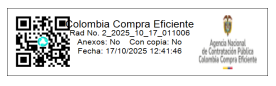 Colombia Compra Eficiente
Rad No. 2_2025_10_17_011006
Anexos: No Con copia: No
Fecha: 17/10/2025 12:41:46
Agencia Nacional
de Contratación Pública
Colombia Compra Eficiente